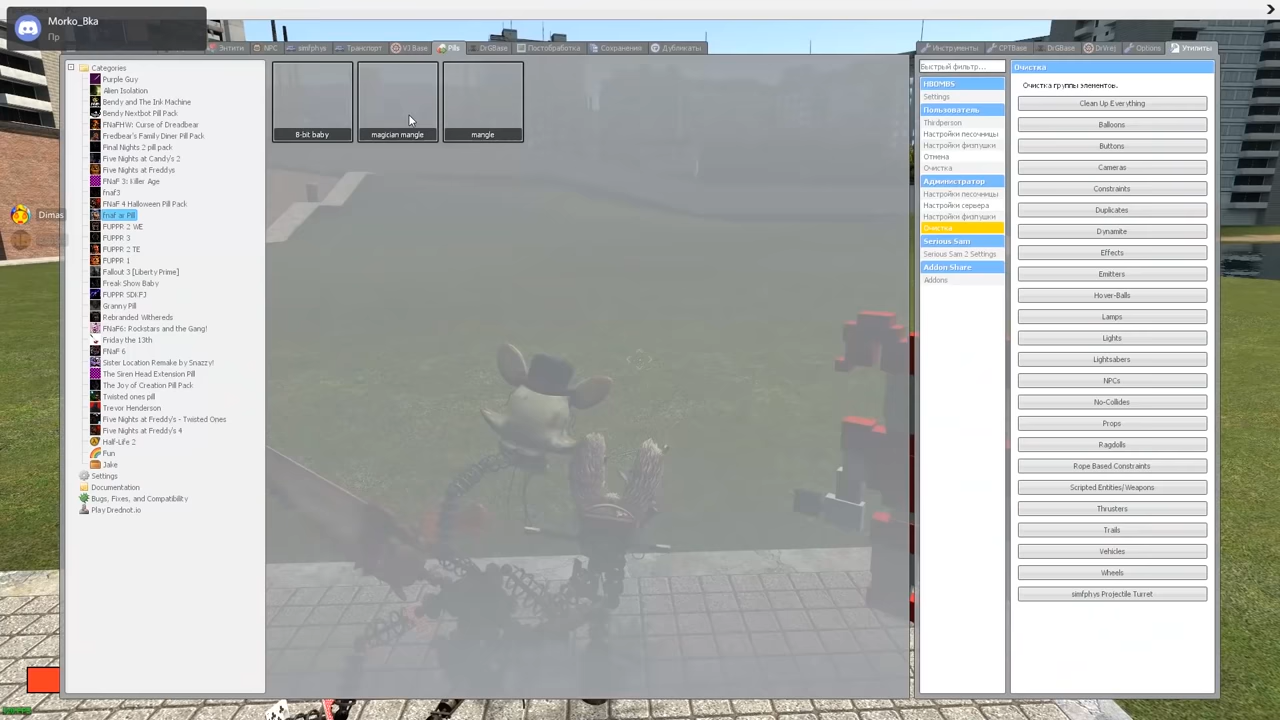 Morko_Bka
Пр
Энтити
NPC
simfphys
Транспорт
VJ Base
Pills
DrGBase
Постобработка
Сохранения
Дубликаты
Инструменты
CPTBase
DrGBase
DrVrej
Options
Утилиты
Categories
Purple Guy
Alien Isolation
Bendy and The Ink Machine
Bendy Nextbot Pill Pack
FNaFHW: Curse of Dreadbear
Fredbear's Family Diner Pill Pack
Final Nights 2 pill pack
Five Nights at Candy's 2
Five Nights at Freddys
FNaF 3: Killer Age
fnaf3
FNaF 4 Halloween Pill Pack
fnaf ar Pill
FUPPR 2 WE
FUPPR 3
FUPPR 2 TE
FUPPR 1
Fallout 3 [Liberty Prime]
Freak Show Baby
FUPPR SDI.FJ
Granny Pill
Rebranded Withereds
FNaF6: Rockstars and the Gang!
Friday the 13th
FNaF 6
Sister Location Remake by Snazzy!
The Siren Head Extension Pill
The Joy of Creation Pill Pack
Twisted ones pill
Trevor Henderson
Five Nights at Freddy's - Twisted Ones
Five Nights at Freddy's 4
Half-Life 2
Fun
Jake
Settings
Documentation
Bugs, Fixes, and Compatibility
Play Drednot.io
Dimas
8-bit baby
magician mangle
mangle
Быстрый фильтр...
HBOMBS
Settings
Пользователь
Thirdperson
Настройки песочницы
Настройки физпушки
Отмена
Очистка
Администратор
Настройки песочницы
Настройки сервера
Настройки физпушки
Очистка
Serious Sam
Serious Sam 2 Settings
Addon Share
Addons
Очистка
Очистка группы элементов.
Clean Up Everything
Balloons
Buttons
Cameras
Constraints
Duplicates
Dynamite
Effects
Emitters
Hover-Balls
Lamps
Lights
Lightsabers
NPCs
No-Collides
Props
Ragdolls
Rope Based Constraints
Scripted Entities/Weapons
Thrusters
Trails
Vehicles
Wheels
simfphys Projectile Turret